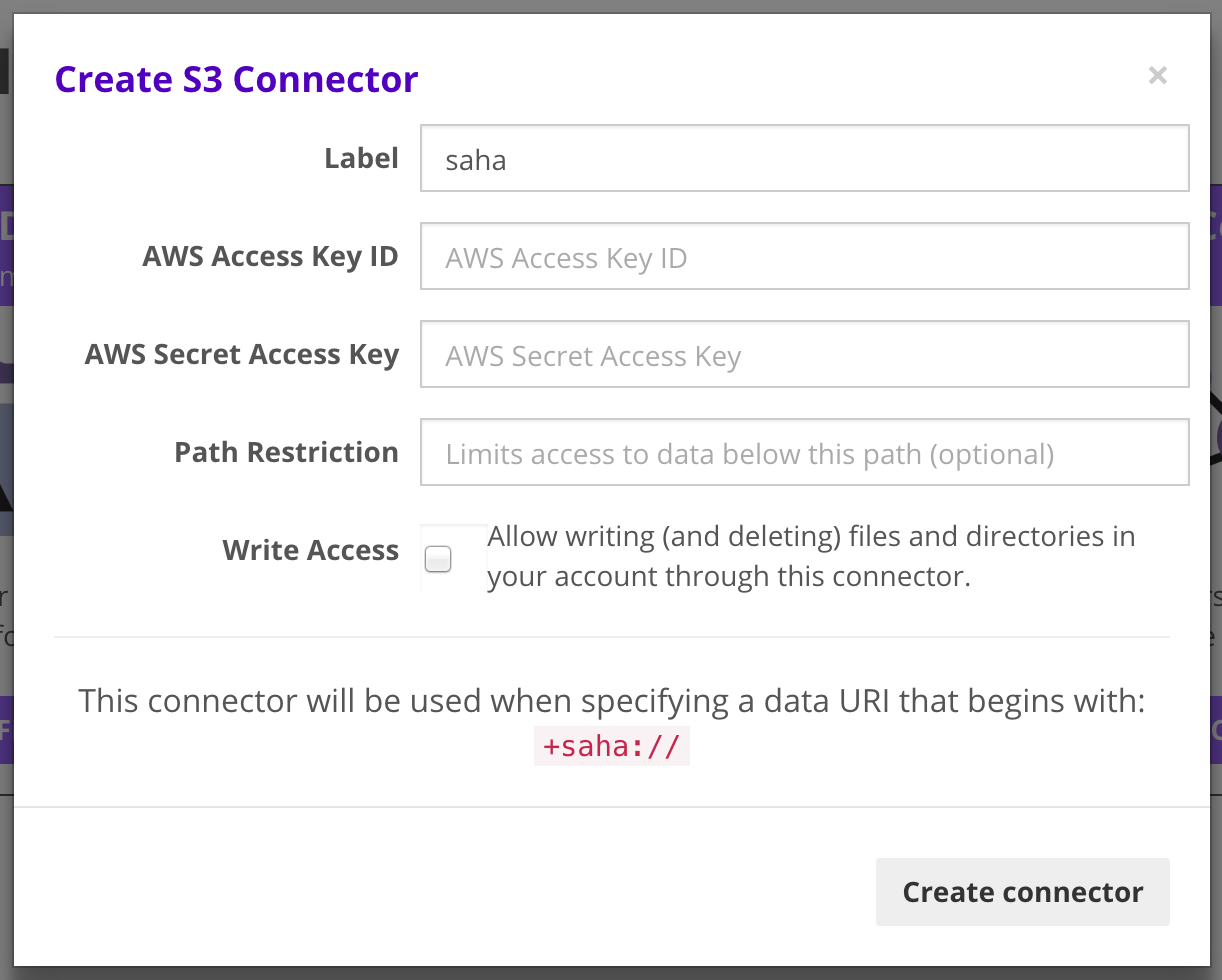 Create S3 Connector
×
Label
saha
AWS Access Key ID
AWS Access Key ID
AWS Secret Access Key
AWS Secret Access Key
Path Restriction
Limits access to data below this path (optional)
Write Access
Allow writing (and deleting) files and directories in
your account through this connector.
This connector will be used when specifying a data URI that begins with:
+saha://
Create connector